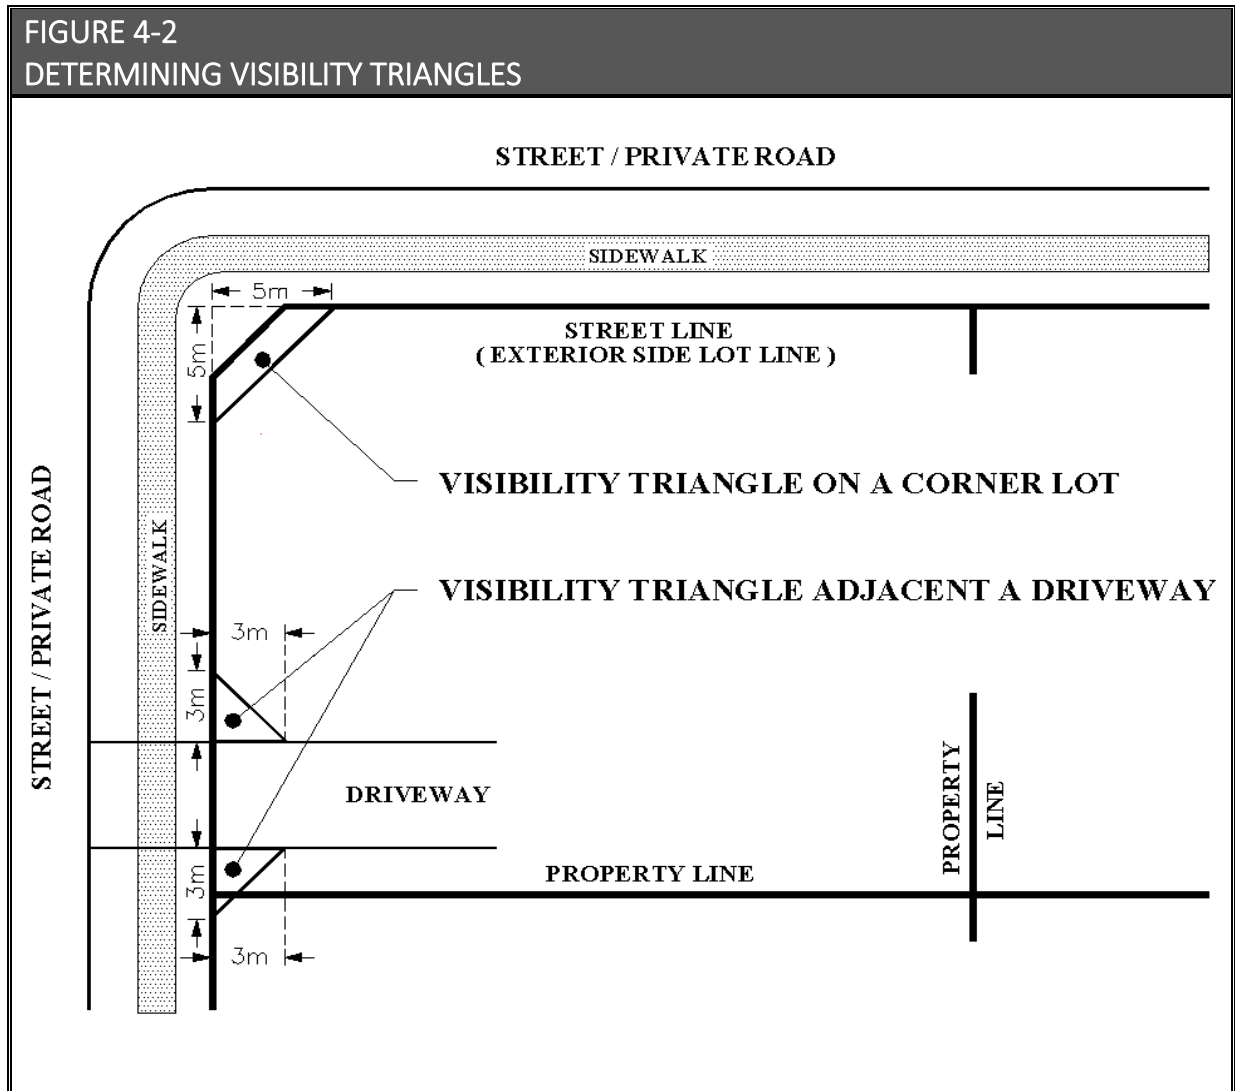 FIGURE 4-2
DETERMINING VISIBILITY TRIANGLES
STREET / PRIVATE ROAD
SIDEWALK
5m
5m
STREET LINE
( EXTERIOR SIDE LOT LINE )
VISIBILITY TRIANGLE ON A CORNER LOT
STREET / PRIVATE ROAD
SIDEWALK
VISIBILITY TRIANGLE ADJACENT A DRIVEWAY
3m
3m
DRIVEWAY
PROPERTY
LINE
3m
PROPERTY LINE
3m